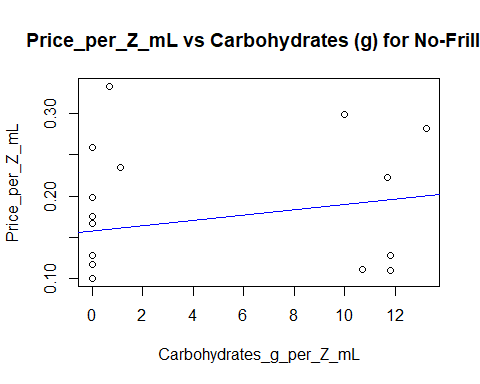 Price_per_Z_mL vs Carbohydrates (g) for No-Frill
Price_per_Z_mL
0.10 0.20 0.30
0 2 4 6 8 10 12
Carbohydrates_g_per_Z_mL